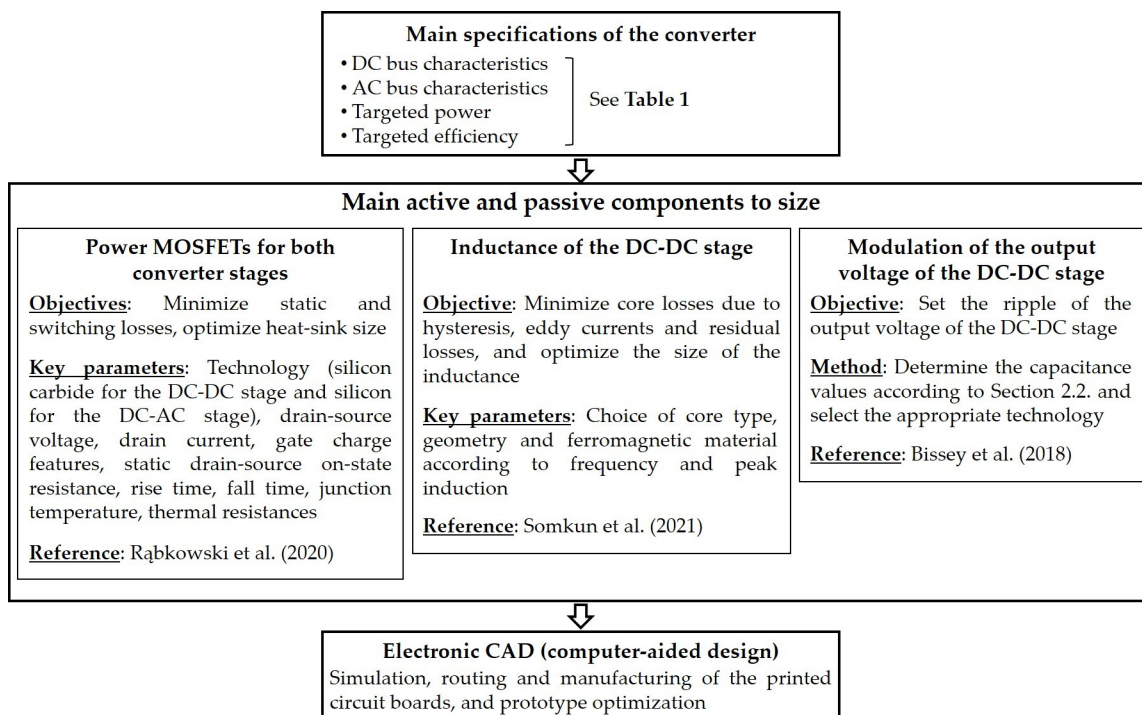 Main specifications of the converter
• DC bus characteristics
• AC bus characteristics
• Targeted power
• Targeted efficiency
See Table 1
Main active and passive components to size
Power MOSFETs for both
converter stages
Objectives: Minimize static and
switching losses, optimize heat-sink size
Key parameters: Technology (silicon
carbide for the DC-DC stage and silicon
for the DC-AC stage), drain-source
voltage, drain current, gate charge
features, static drain-source on-state
resistance, rise time, fall time, junction
temperature, thermal resistances
Reference: Rąbkowski et al. (2020)
Inductance of the DC-DC stage
Objective: Minimize core losses due to
hysteresis, eddy currents and residual
losses, and optimize the size of the
inductance
Key parameters: Choice of core type,
geometry and ferromagnetic material
according to frequency and peak
induction
Reference: Somkun et al. (2021)
Modulation of the output
voltage of the DC-DC stage
Objective: Set the ripple of the
output voltage of the DC-DC stage
Method: Determine the capacitance
values according to Section 2.2. and
select the appropriate technology
Reference: Bissey et al. (2018)
Electronic CAD (computer-aided design)
Simulation, routing and manufacturing of the printed
circuit boards, and prototype optimization